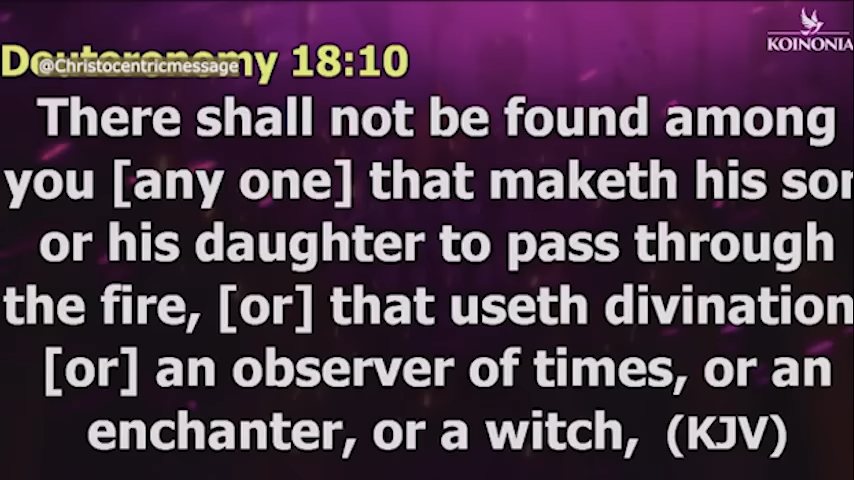 KOINONIA
Deuteronomy 18:10
@Christocentricmessage
There shall not be found among
you [any one] that maketh his son
or his daughter to pass through
the fire, [or] that useth divination
[or] an observer of times, or an
enchanter, or a witch, (KJV)